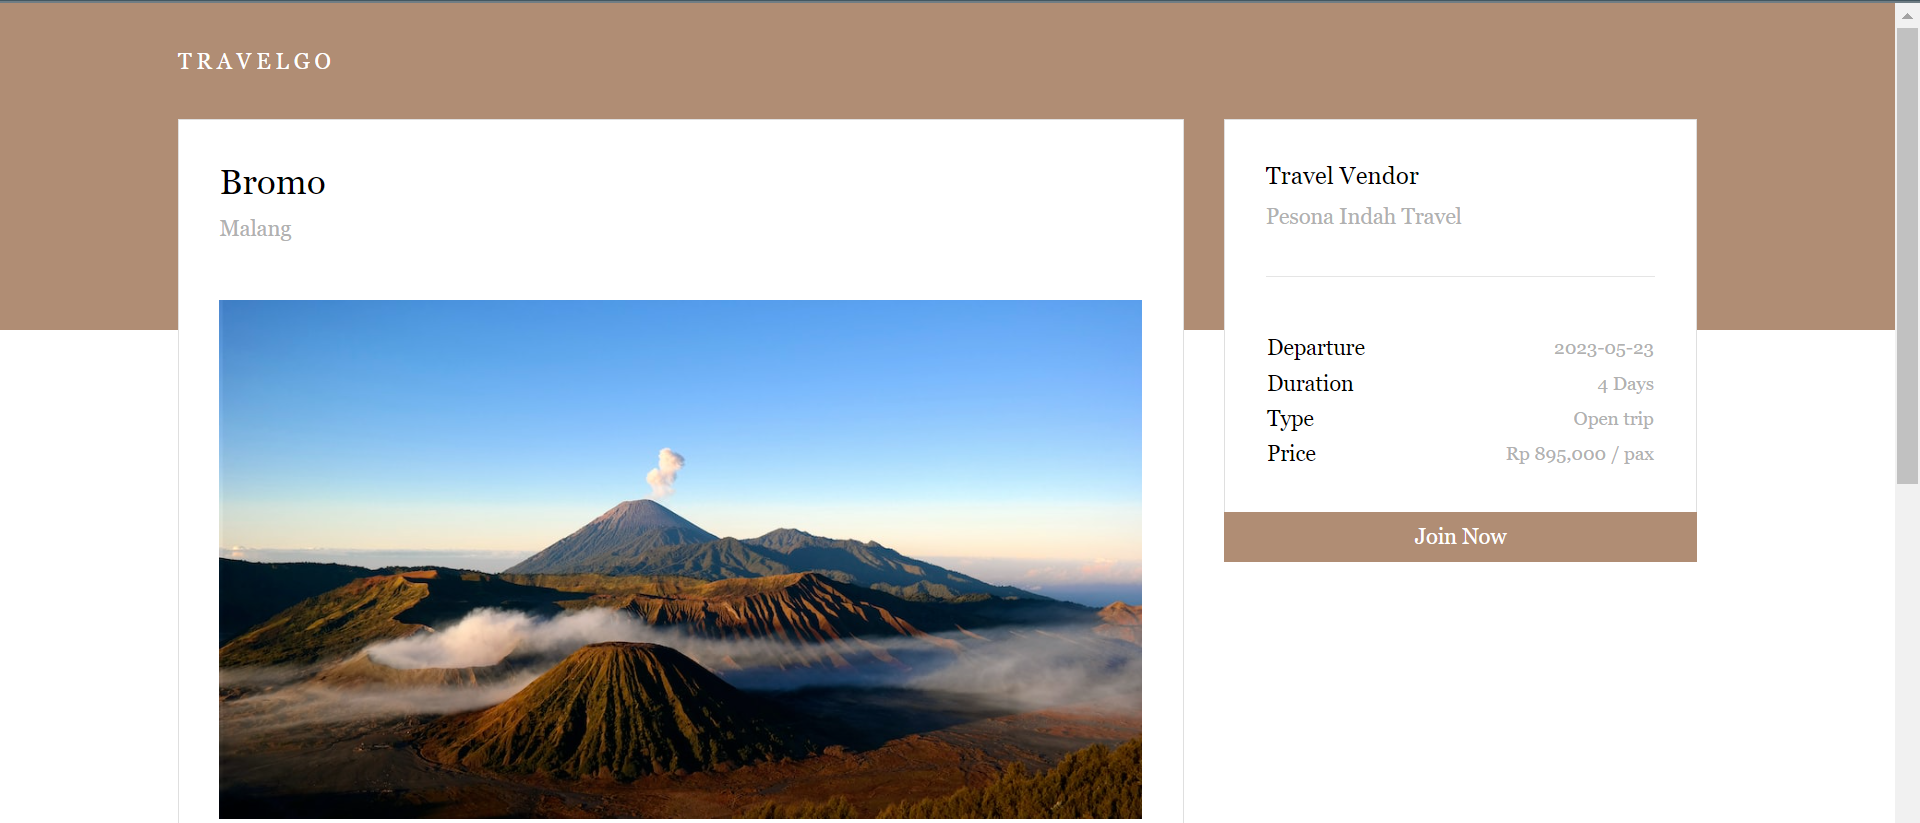 TRAVELGO
Bromo
Malang
Travel Vendor
Pesona Indah Travel
Departure 2023-05-23
Duration 4 Days
Type Open trip
Price Rp 895,000 / pax
Join Now